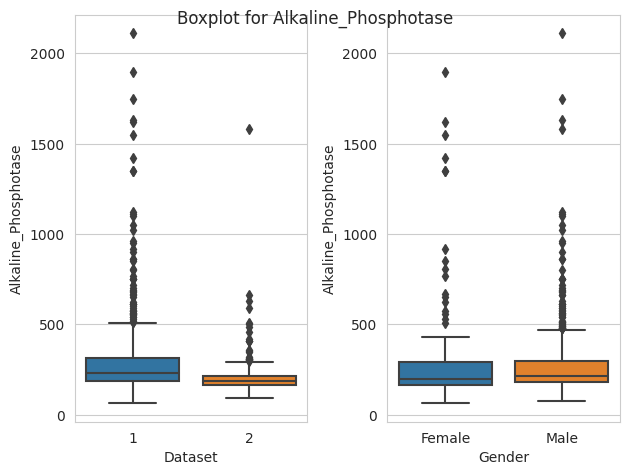 Boxplot for Alkaline_Phosphotase
Alkaline_Phosphotase
2000
1500
1000
500
0
1
2
Dataset
Alkaline_Phosphotase
2000
1500
1000
500
0
Female
Male
Gender